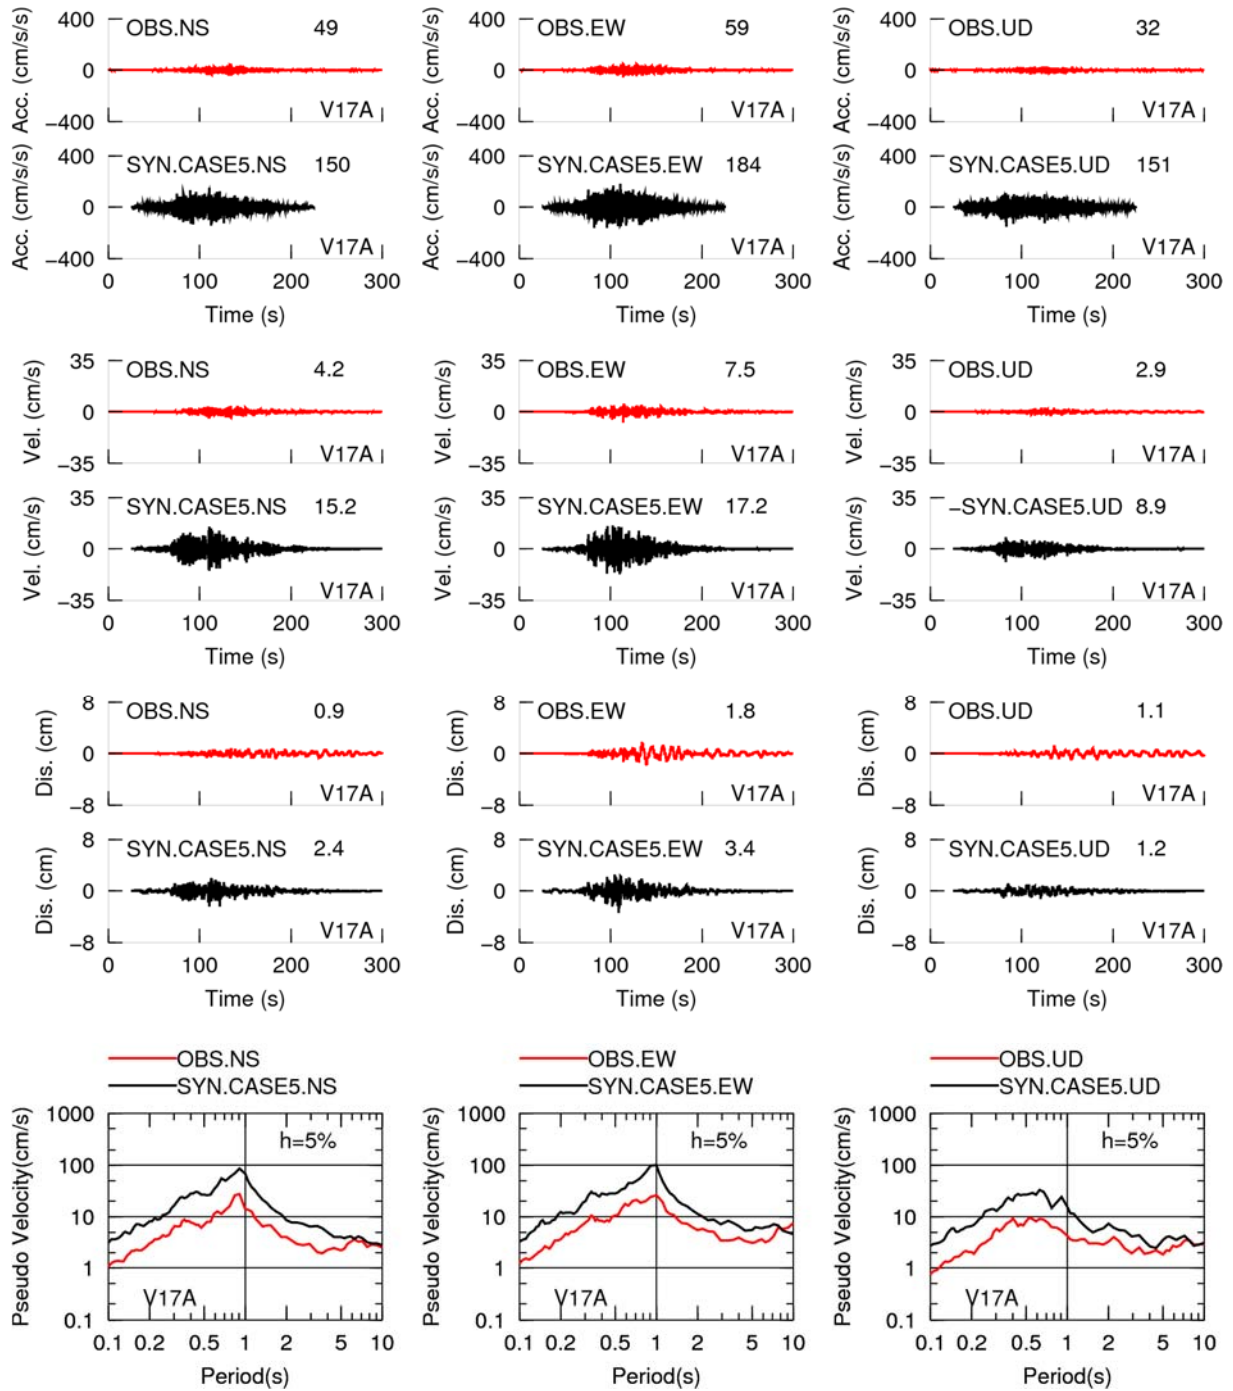 400 OBS.NS 49
0
−400 V17A
Acc. (cm/s/s)
400 OBS.EW 59
0
−400 V17A
Acc. (cm/s/s)
400 OBS.UD 32
0
−400 V17A
Acc. (cm/s/s)
400 SYN.CASE5.NS 150
0
−400 V17A
Acc. (cm/s/s)
0 100 200 300
Time (s)
400 SYN.CASE5.EW 184
0
−400 V17A
Acc. (cm/s/s)
0 100 200 300
Time (s)
400 SYN.CASE5.UD 151
0
−400 V17A
Acc. (cm/s/s)
0 100 200 300
Time (s)
35 OBS.NS 4.2
0
−35 V17A
Vel. (cm/s)
35 OBS.EW 7.5
0
−35 V17A
Vel. (cm/s)
35 OBS.UD 2.9
0
−35 V17A
Vel. (cm/s)
35 SYN.CASE5.NS 15.2
0
−35 V17A
Vel. (cm/s)
0 100 200 300
Time (s)
35 SYN.CASE5.EW 17.2
0
−35 V17A
Vel. (cm/s)
0 100 200 300
Time (s)
35 −SYN.CASE5.UD 8.9
0
−35 V17A
Vel. (cm/s)
0 100 200 300
Time (s)
8 OBS.NS 0.9
0
−8 V17A
Dis. (cm)
8 OBS.EW 1.8
0
−8 V17A
Dis. (cm)
8 OBS.UD 1.1
0
−8 V17A
Dis. (cm)
8 SYN.CASE5.NS 2.4
0
−8 V17A
Dis. (cm)
0 100 200 300
Time (s)
8 SYN.CASE5.EW 3.4
0
−8 V17A
Dis. (cm)
0 100 200 300
Time (s)
8 SYN.CASE5.UD 1.2
0
−8 V17A
Dis. (cm)
0 100 200 300
Time (s)
OBS.NS
SYN.CASE5.NS
1000
h=5%
100
10
1
V17A
0.1
Pseudo Velocity(cm/s)
0.1 0.2 0.5 1 2 5 10
Period(s)
OBS.EW
SYN.CASE5.EW
1000
h=5%
100
10
1
V17A
0.1
Pseudo Velocity(cm/s)
0.1 0.2 0.5 1 2 5 10
Period(s)
OBS.UD
SYN.CASE5.UD
1000
h=5%
100
10
1
V17A
0.1
Pseudo Velocity(cm/s)
0.1 0.2 0.5 1 2 5 10
Period(s)